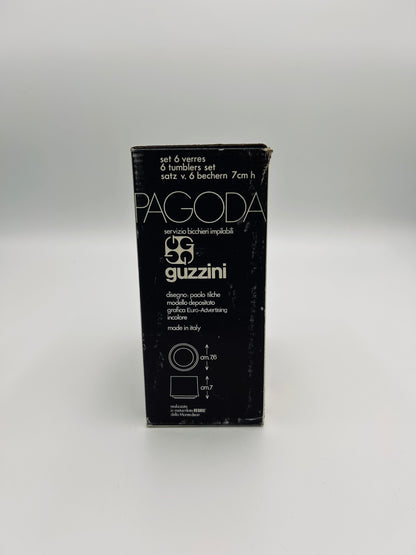 set 6 verres
6 tumblers set
satz v. 6 bechern 7cm h
PAGODA
servizio bicchieri impilabili
guzzini
disegno: paolo tilche
modello depositato
grafica Euro-Advertising
incolore
made in italy
cm. 7,6
cm. 7
realizzato